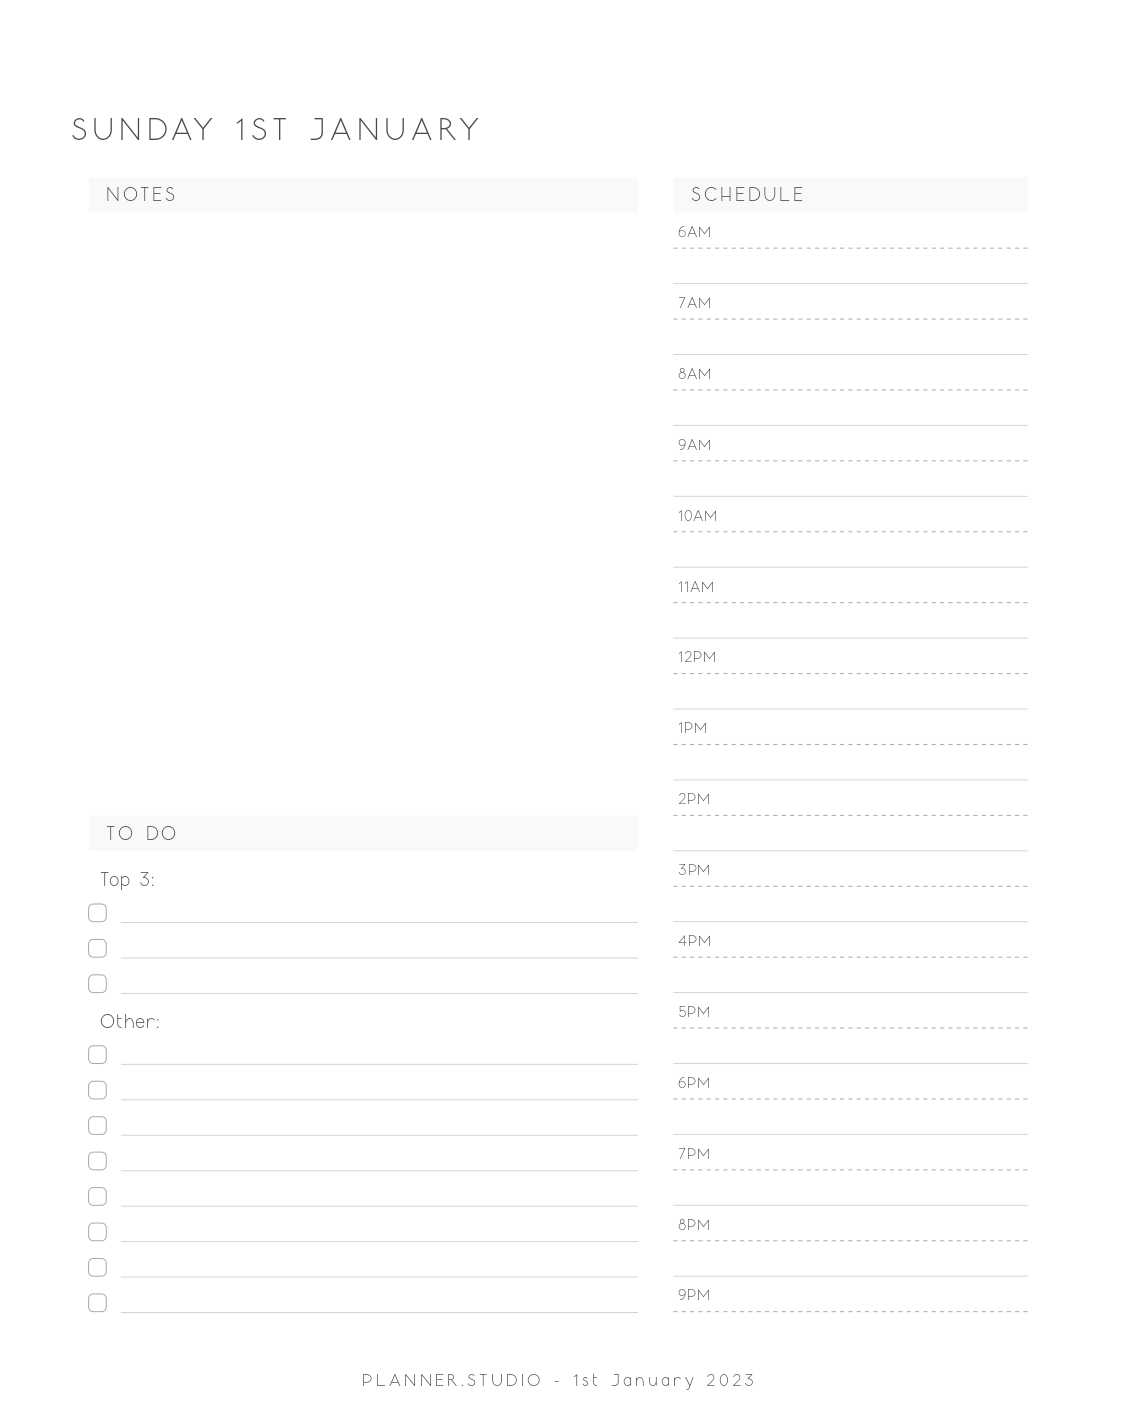 SUNDAY 1ST JANUARY
NOTES
TO DO
Top 3:
Other:
SCHEDULE
6AM
7AM
8AM
9AM
10AM
11AM
12PM
1PM
2PM
3PM
4PM
5PM
6PM
7PM
8PM
9PM
PLANNER.STUDIO - 1st January 2023